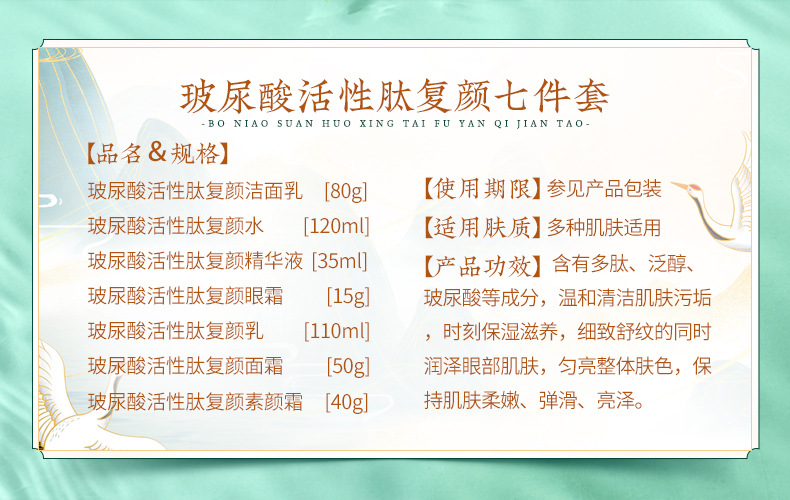 玻尿酸活性肽复颜七件套
-BO NIAO SUAN HUO XING TAI FU YAN QI JIAN TAO-
【品名&规格】
玻尿酸活性肽复颜洁面乳 [80g]
玻尿酸活性肽复颜水 [120ml]
玻尿酸活性肽复颜精华液 [35ml]
玻尿酸活性肽复颜眼霜 [15g]
玻尿酸活性肽复颜乳 [110ml]
玻尿酸活性肽复颜面霜 [50g]
玻尿酸活性肽复颜素颜霜 [40g]
【使用期限】参见产品包装
【适用肤质】多种肌肤适用
【产品功效】含有多肽、泛醇、
玻尿酸等成分，温和清洁肌肤污垢
，时刻保湿滋养，细致舒纹的同时
润泽眼部肌肤，匀亮整体肤色，保
持肌肤柔嫩、弹滑、亮泽。